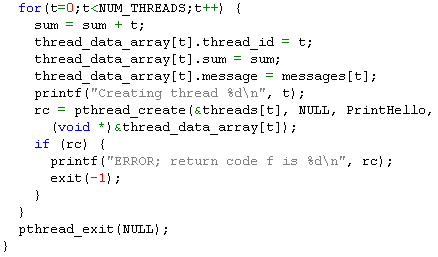 for(t=0;t<NUM_THREADS;t++) {
sum = sum + t;
thread_data_array[t].thread_id = t;
thread_data_array[t].sum = sum;
thread_data_array[t].message = messages[t];
printf("Creating thread %d\n", t);
rc = pthread_create(&threads[t], NULL, PrintHello,
(void *)&thread_data_array[t]);
if (rc) {
printf("ERROR; return code f is %d\n", rc);
exit(-1);
}
}
pthread_exit(NULL);
}